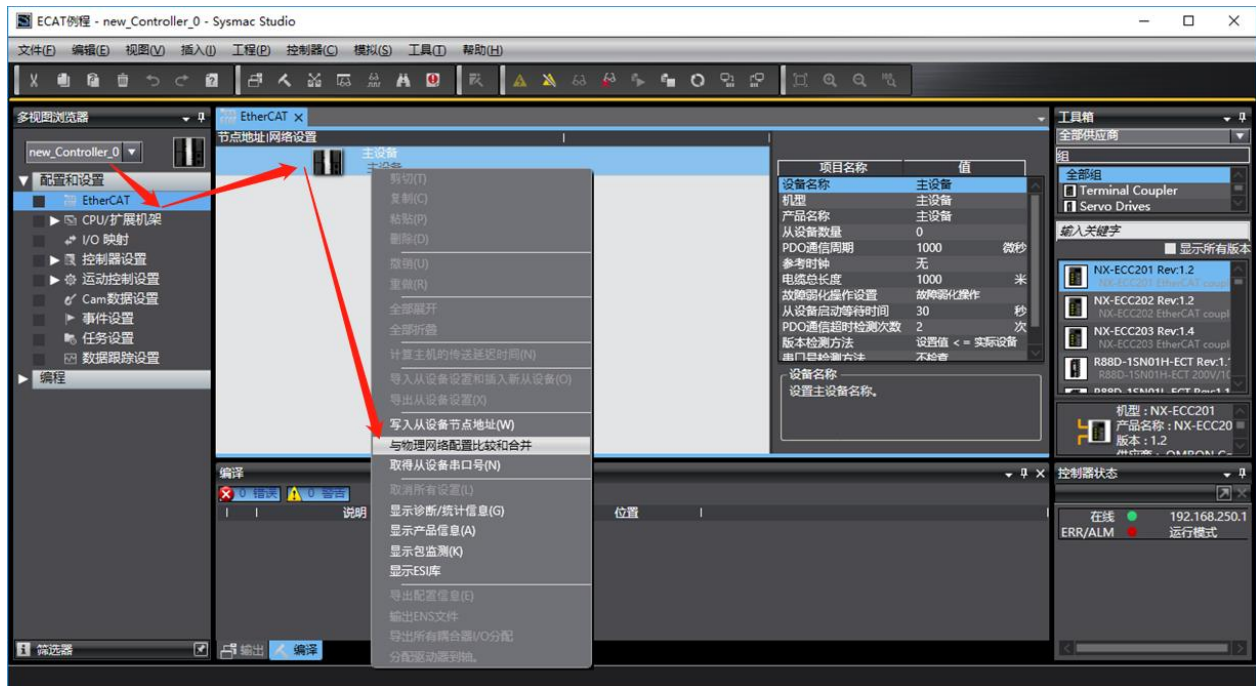 ECAT例程 - new_Controller_0 - Sysmac Studio
文件(F) 编辑(E) 视图(V) 插入(I) 工程(P) 控制器(C) 模拟(S) 工具(T) 帮助(H)
多视图浏览器
new_Controller_0
配置和设置
EtherCAT
CPU/扩展机架
I/O 映射
控制器设置
运动控制设置
Cam数据设置
事件设置
任务设置
数据跟踪设置
编程
筛选器
EtherCAT
节点地址|网络设置
主设备
主设备
剪切(T)
复制(C)
粘贴(P)
删除(D)
撤销(U)
重做(R)
全部展开
全部折叠
计算主机的传送延迟时间(N)
导入从设备设置和插入新从设备(O)
导出从设备设置(X)
写入从设备节点地址(W)
与物理网络配置比较和合并
取得从设备串口号(N)
取消所有设置(L)
显示诊断/统计信息(G)
显示产品信息(A)
显示包监测(K)
显示ESI库
导出配置信息(E)
输出ENS文件
导出所有耦合器I/O分配
分配驱动器到轴。
项目名称 值
设备名称 主设备
机型 主设备
产品名称 主设备
从设备数量 0
PDO通信周期 1000 微秒
参考时钟 无
电缆总长度 1000 米
故障弱化操作设置 故障弱化操作
从设备启动等待时间 30 秒
PDO通信超时检测次数 2 次
版本检测方法 设置值 < = 实际设备
串口号检测方法 不检查
设备名称
设置主设备名称。
编译
0 错误 0 警告
说明 位置
输出 编译
工具箱
全部供应商
组
全部组
Terminal Coupler
Servo Drives
输入关键字
显示所有版本
NX-ECC201 Rev:1.2
NX-ECC201 EtherCAT coupl
NX-ECC202 Rev:1.2
NX-ECC202 EtherCAT coupl
NX-ECC203 Rev:1.4
NX-ECC203 EtherCAT coupl
R88D-1SN01H-ECT Rev:1.
R88D-1SN01H-ECT 200V/10
机型 : NX-ECC201
产品名称 : NX-ECC20
版本 : 1.2
控制器状态
在线 192.168.250.1
ERR/ALM 运行模式